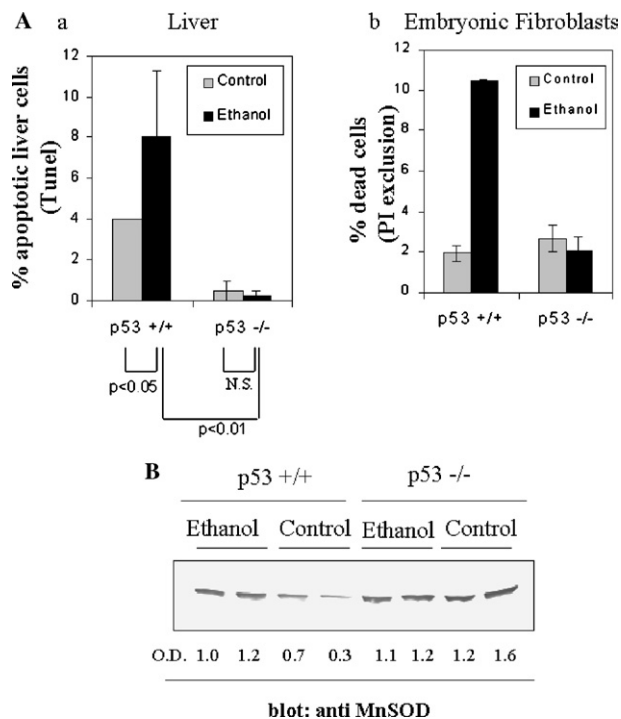 A a Liver
% apoptotic liver cells
(Tunel)
12
10
8
6
4
2
0
Control
Ethanol
p53 +/+ p53 -/-
p<0.05 N.S.
p<0.01
b Embryonic Fibroblasts
% dead cells
(PI exclusion)
12
10
8
6
4
2
0
Control
Ethanol
p53 +/+ p53 -/-
B p53 +/+ p53 -/-
Ethanol Control Ethanol Control
O.D. 1.0 1.2 0.7 0.3 1.1 1.2 1.2 1.6
blot: anti MnSOD